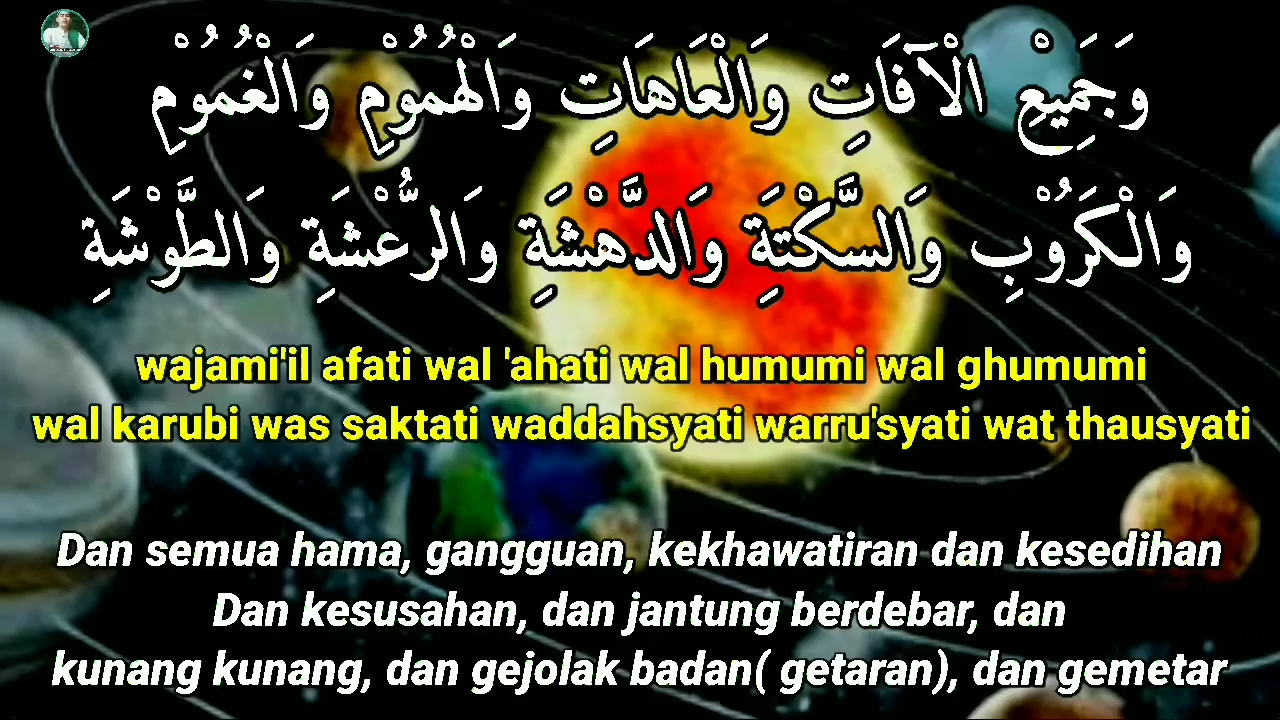 وَجَمِيْعِ الْآفَاتِ وَالْعَاهَاتِ وَالْهُمُوْمِ وَالْغُمُوْمِ
وَالْكَرُوْبِ وَالسَّكْتَةِ وَالدَّهْشَةِ وَالرُّعْشَةِ وَالطَّوْشَةِ
wajami'il afati wal 'ahati wal humumi wal ghumumi
wal karubi was saktati waddahsyati warru'syati wat thausyati
Dan semua hama, gangguan, kekhawatiran dan kesedihan
Dan kesusahan, dan jantung berdebar, dan
kunang kunang, dan gejolak badan( getaran), dan gemetar